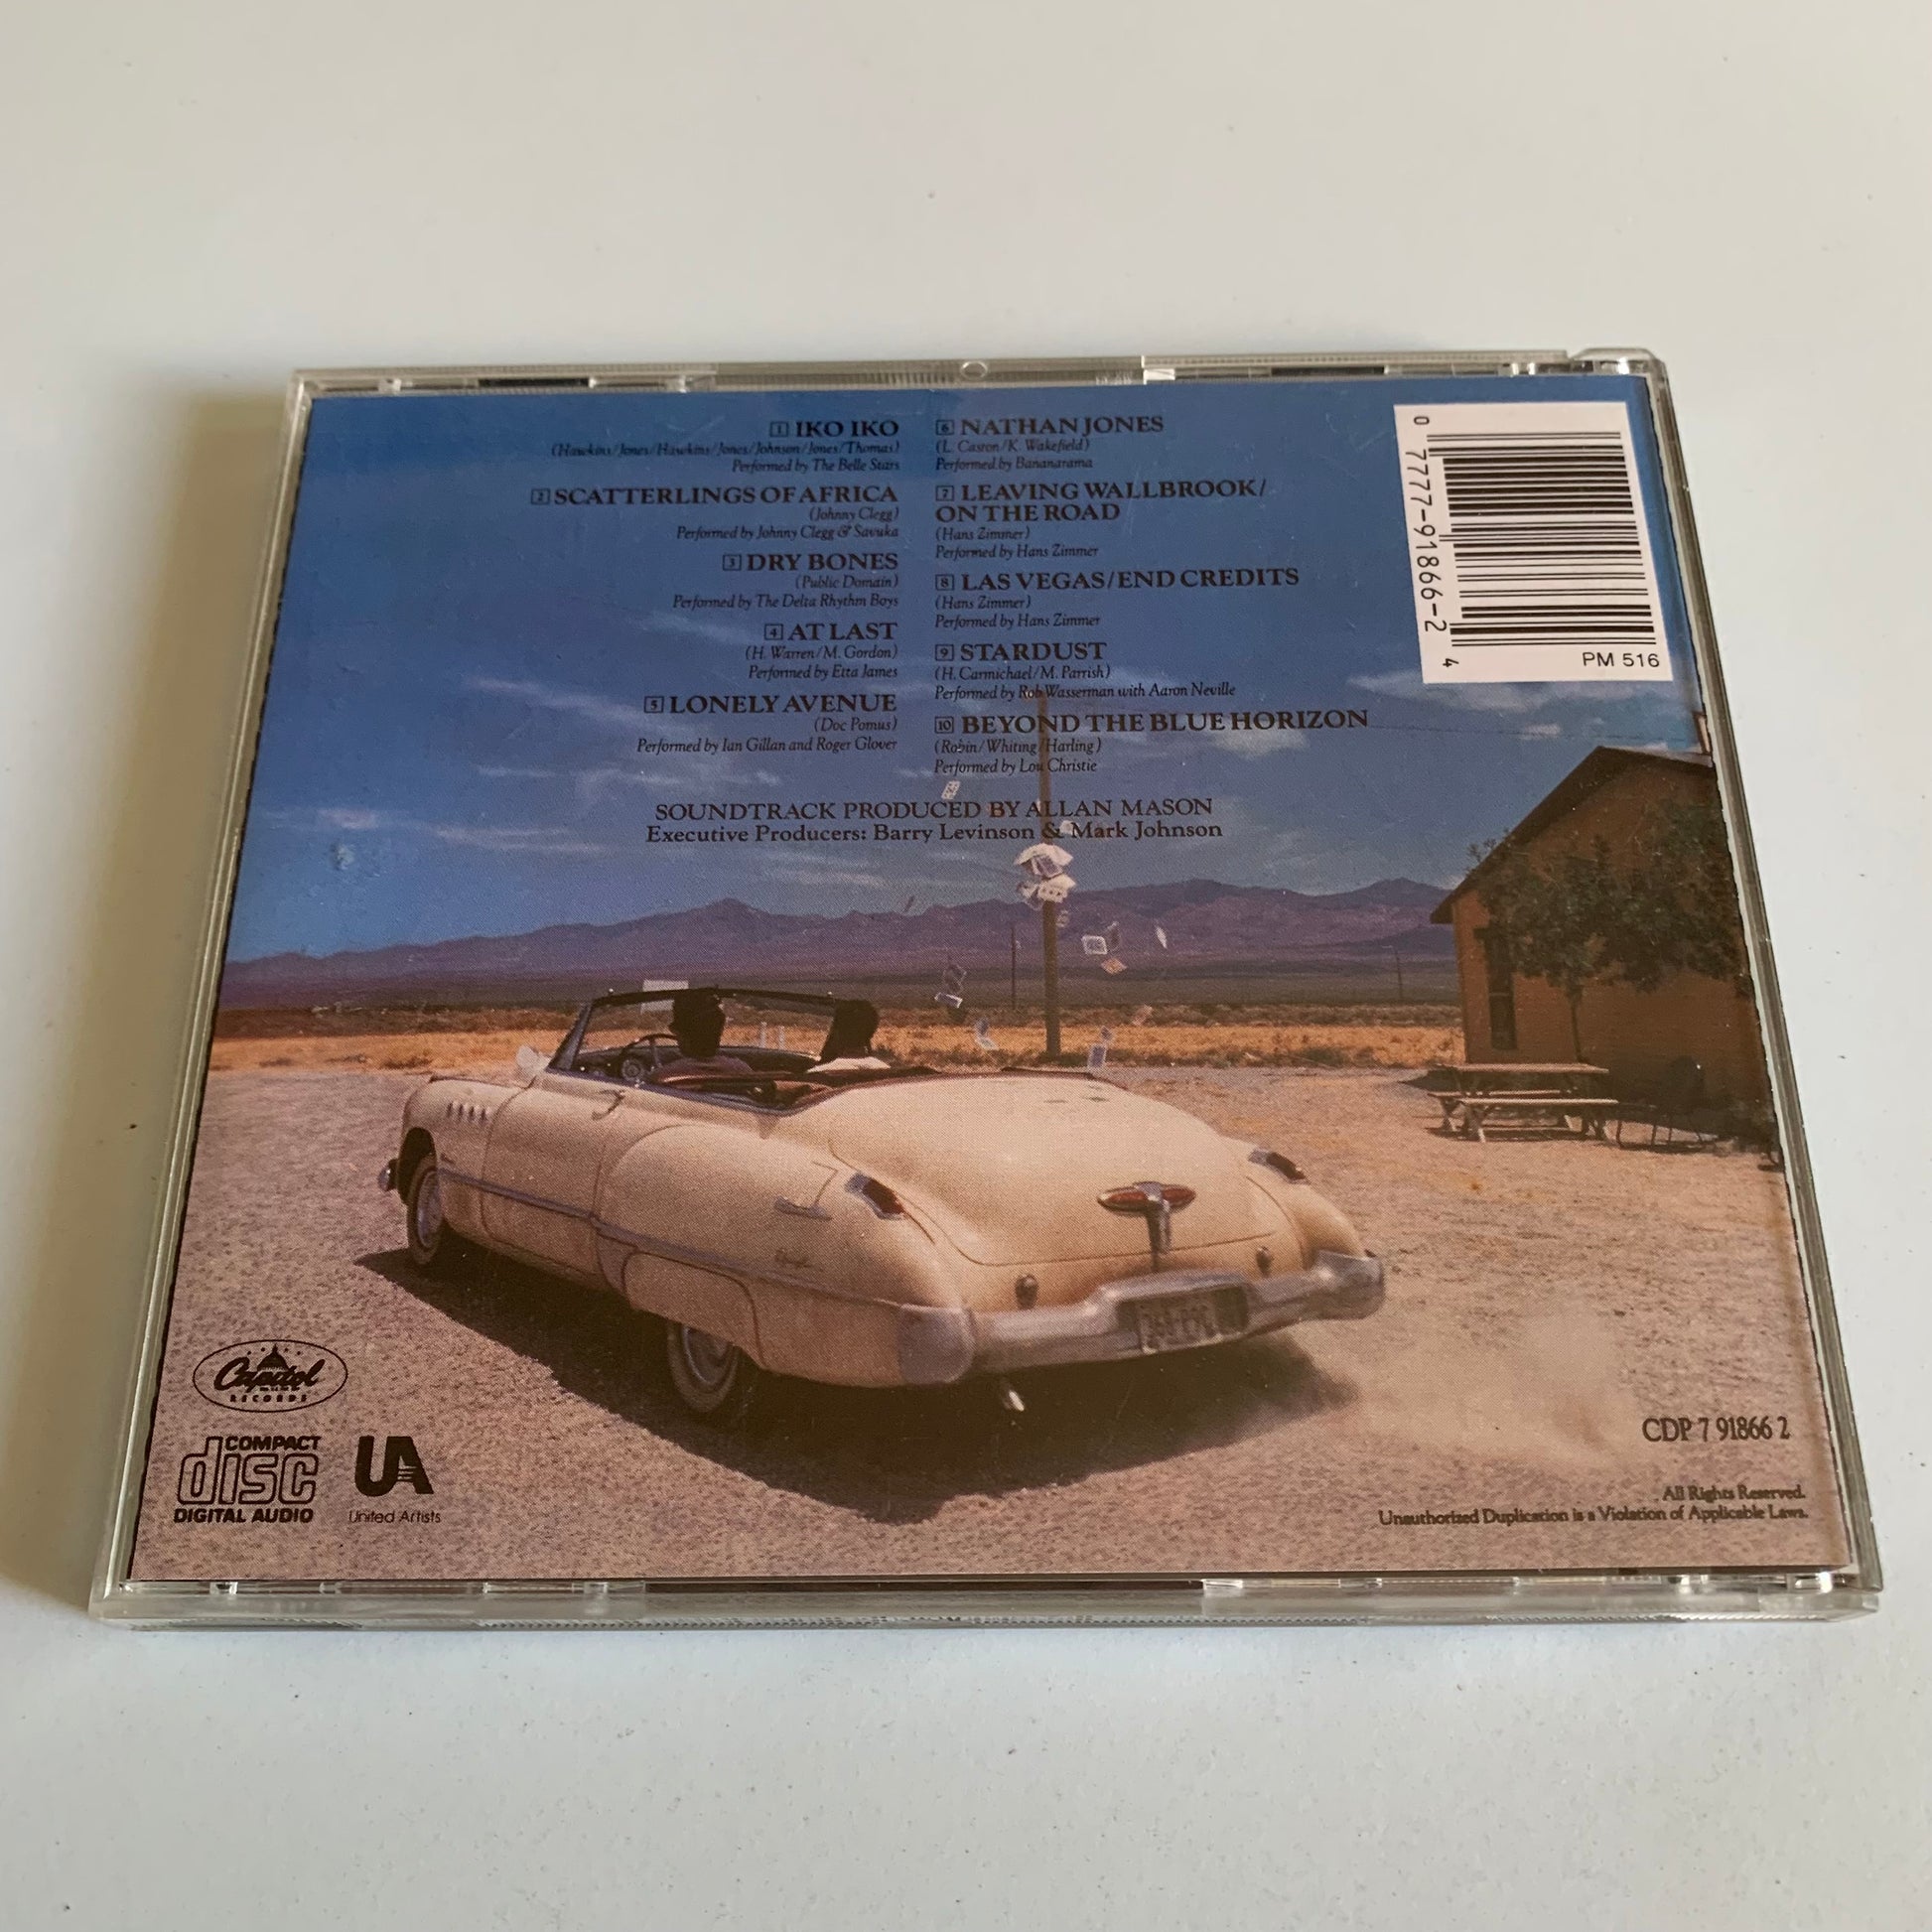 1 IKO IKO
(Hawkins/Jones/Hawkins/Jones/Johnson/Jones/Thomas)
Performed by The Belle Stars
2 SCATTERLINGS OF AFRICA
(Johnny Clegg)
Performed by Johnny Clegg & Savuka
3 DRY BONES
(Public Domain)
Performed by The Delta Rhythm Boys
4 AT LAST
(H. Warren/M. Gordon)
Performed by Etta James
5 LONELY AVENUE
(Doc Pomus)
Performed by Ian Gillan and Roger Glover
6 NATHAN JONES
(L. Caston/K. Wakefield)
Performed by Bananarama
7 LEAVING WALLBROOK/
ON THE ROAD
(Hans Zimmer)
Performed by Hans Zimmer
8 LAS VEGAS/END CREDITS
(Hans Zimmer)
Performed by Hans Zimmer
9 STARDUST
(H. Carmichael/M. Parrish)
Performed by Rob Wasserman with Aaron Neville
10 BEYOND THE BLUE HORIZON
(Robin/Whiting/Harling)
Performed by Lou Christie
SOUNDTRACK PRODUCED BY ALLAN MASON
Executive Producers: Barry Levinson & Mark Johnson
0 7777-91866-2 4
PM 516
Capitol
RECORDS
COMPACT
disc
DIGITAL AUDIO
UA
United Artists
CDP 7 91866 2
All Rights Reserved.
Unauthorized Duplication is a Violation of Applicable Laws.